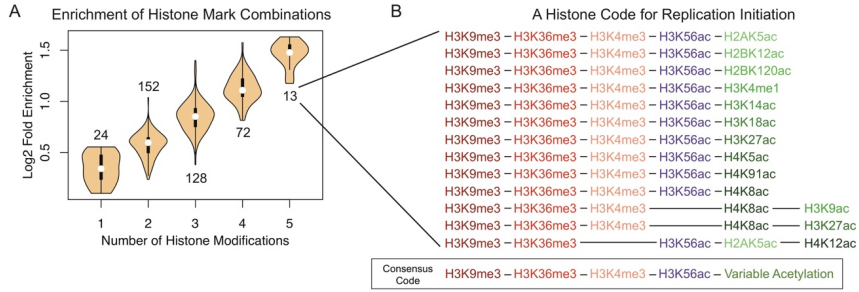 A
Enrichment of Histone Mark Combinations
Log2 Fold Enrichment
1.5
1.0
0.5
24
152
128
72
13
1 2 3 4 5
Number of Histone Modifications
B
A Histone Code for Replication Initiation
H3K9me3 – H3K36me3 – H3K4me3 – H3K56ac – H2AK5ac
H3K9me3 – H3K36me3 – H3K4me3 – H3K56ac – H2BK12ac
H3K9me3 – H3K36me3 – H3K4me3 – H3K56ac – H2BK120ac
H3K9me3 – H3K36me3 – H3K4me3 – H3K56ac – H3K4me1
H3K9me3 – H3K36me3 – H3K4me3 – H3K56ac – H3K14ac
H3K9me3 – H3K36me3 – H3K4me3 – H3K56ac – H3K18ac
H3K9me3 – H3K36me3 – H3K4me3 – H3K56ac – H3K27ac
H3K9me3 – H3K36me3 – H3K4me3 – H3K56ac – H4K5ac
H3K9me3 – H3K36me3 – H3K4me3 – H3K56ac – H4K91ac
H3K9me3 – H3K36me3 – H3K4me3 – H3K56ac – H4K8ac
H3K9me3 – H3K36me3 – H3K4me3 – H4K8ac – H3K9ac
H3K9me3 – H3K36me3 – H3K4me3 – H4K8ac – H3K27ac
H3K9me3 – H3K36me3 – H3K56ac – H2AK5ac – H4K12ac
Consensus
Code
H3K9me3 – H3K36me3 – H3K4me3 – H3K56ac – Variable Acetylation